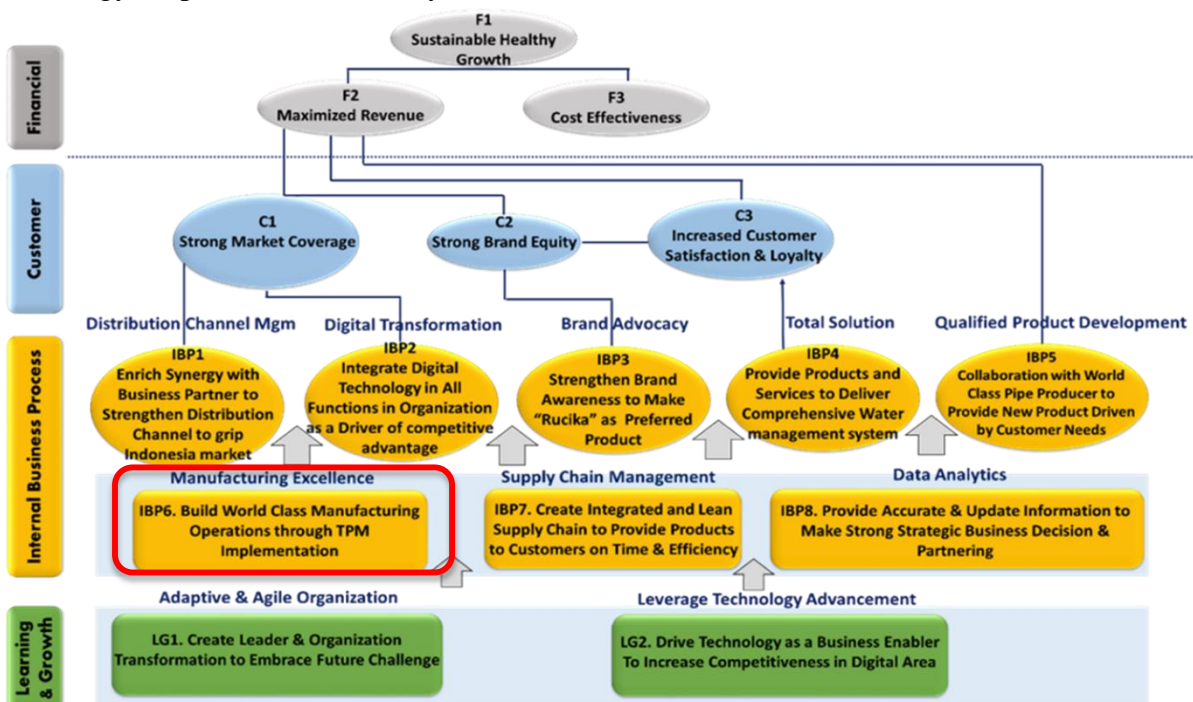 F1
Sustainable Healthy
Growth
Financial
F2
Maximized Revenue
F3
Cost Effectiveness
Customer
C1
Strong Market Coverage
C2
Strong Brand Equity
C3
Increased Customer
Satisfaction & Loyalty
Distribution Channel Mgm
Digital Transformation
Brand Advocacy
Total Solution
Qualified Product Development
Internal Business Process
IBP1
Enrich Synergy with
Business Partner to
Strengthen Distribution
Channel to grip
Indonesia market
IBP2
Integrate Digital
Technology in All
Functions in Organization
as a Driver of competitive
advantage
IBP3
Strengthen Brand
Awareness to Make
“Rucika” as Preferred
Product
IBP4
Provide Products and
Services to Deliver
Comprehensive Water
management system
IBP5
Collaboration with World
Class Pipe Producer to
Provide New Product Driven
by Customer Needs
Manufacturing Excellence
IBP6. Build World Class Manufacturing
Operations through TPM
Implementation
Supply Chain Management
IBP7. Create Integrated and Lean
Supply Chain to Provide Products
to Customers on Time & Efficiency
Data Analytics
IBP8. Provide Accurate & Update Information to
Make Strong Strategic Business Decision &
Partnering
Learning
& Growth
Adaptive & Agile Organization
LG1. Create Leader & Organization
Transformation to Embrace Future Challenge
Leverage Technology Advancement
LG2. Drive Technology as a Business Enabler
To Increase Competitiveness in Digital Area